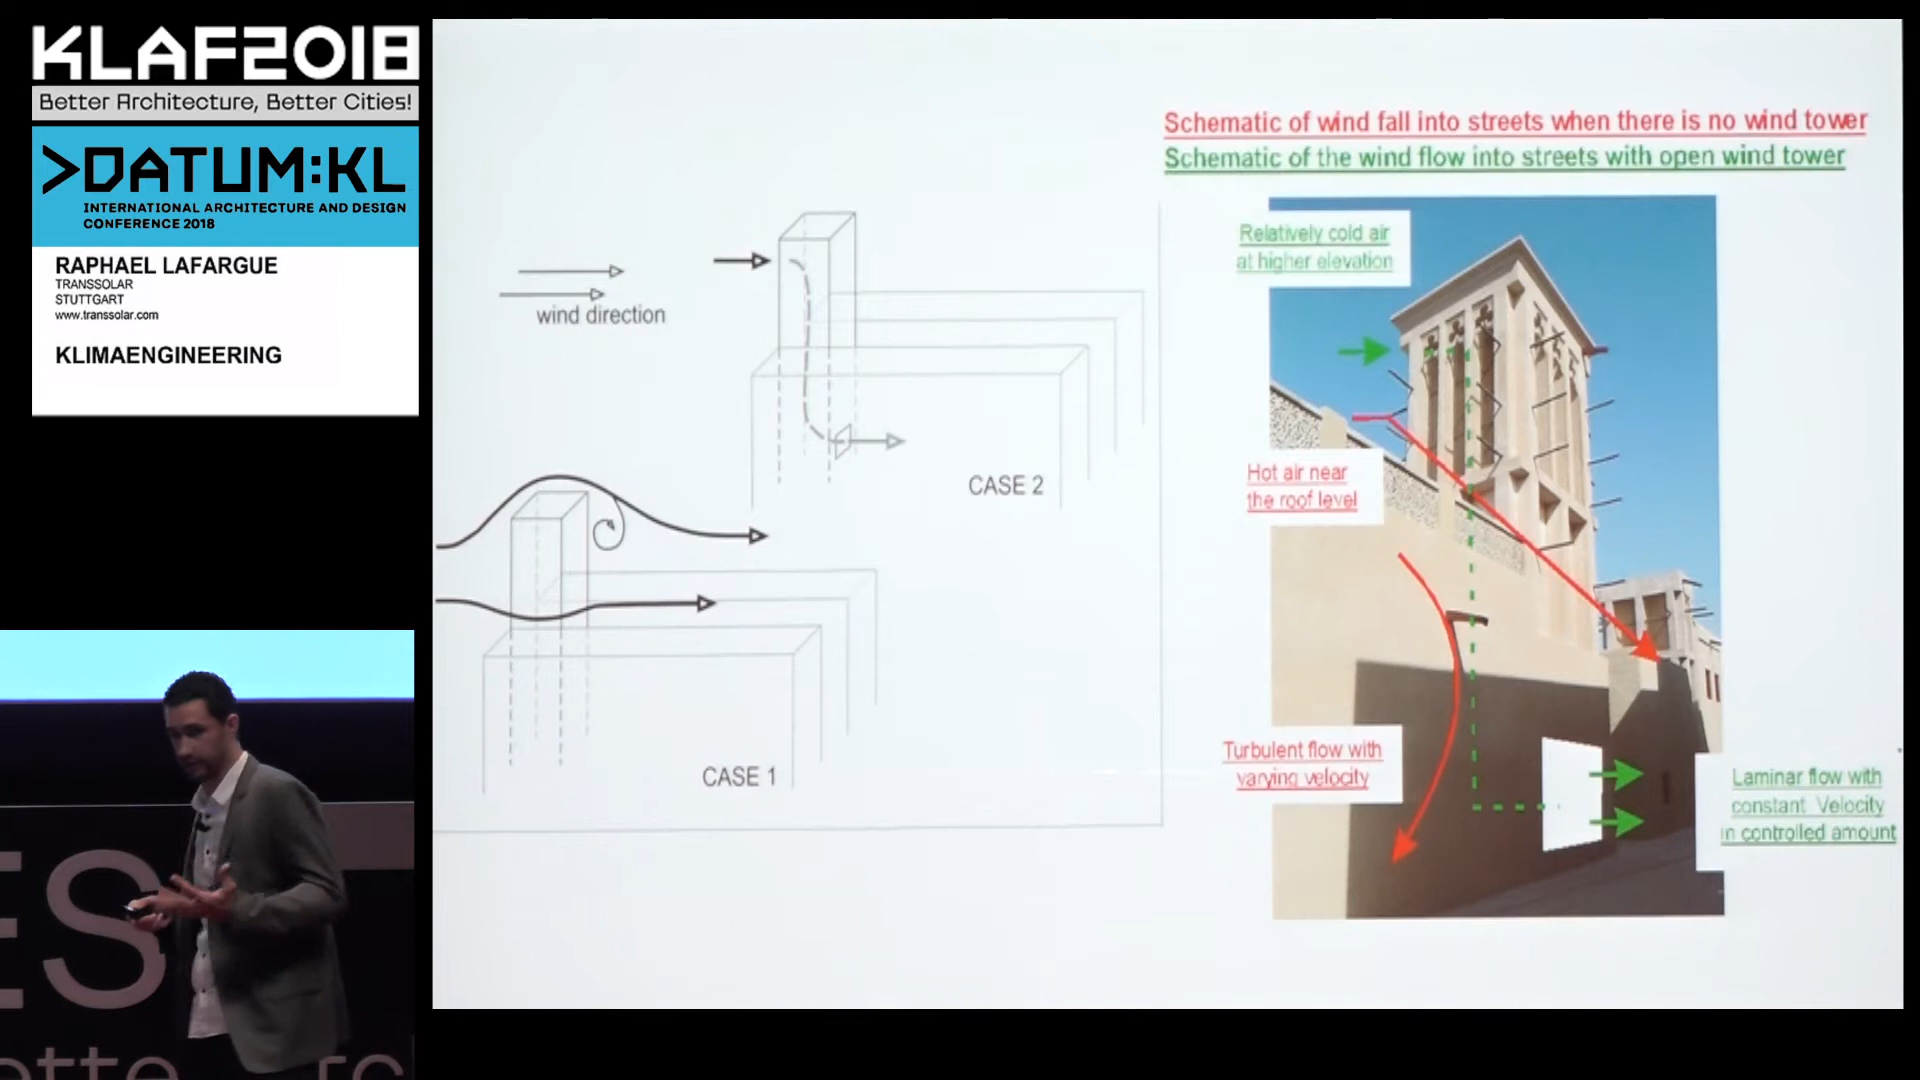 KLAF2018
Better Architecture, Better Cities!
>DATUM:KL
INTERNATIONAL ARCHITECTURE AND DESIGN
CONFERENCE 2018
RAPHAEL LAFARGUE
TRANSSOLAR
STUTTGART
www.transsolar.com
KLIMAENGINEERING
Schematic of wind fall into streets when there is no wind tower
Schematic of the wind flow into streets with open wind tower
wind direction
CASE 2
CASE 1
Relatively cold air
at higher elevation
Hot air near
the roof level
Turbulent flow with
varying velocity
Laminar flow with
constant Velocity
in controlled amount
ES
ette
rc